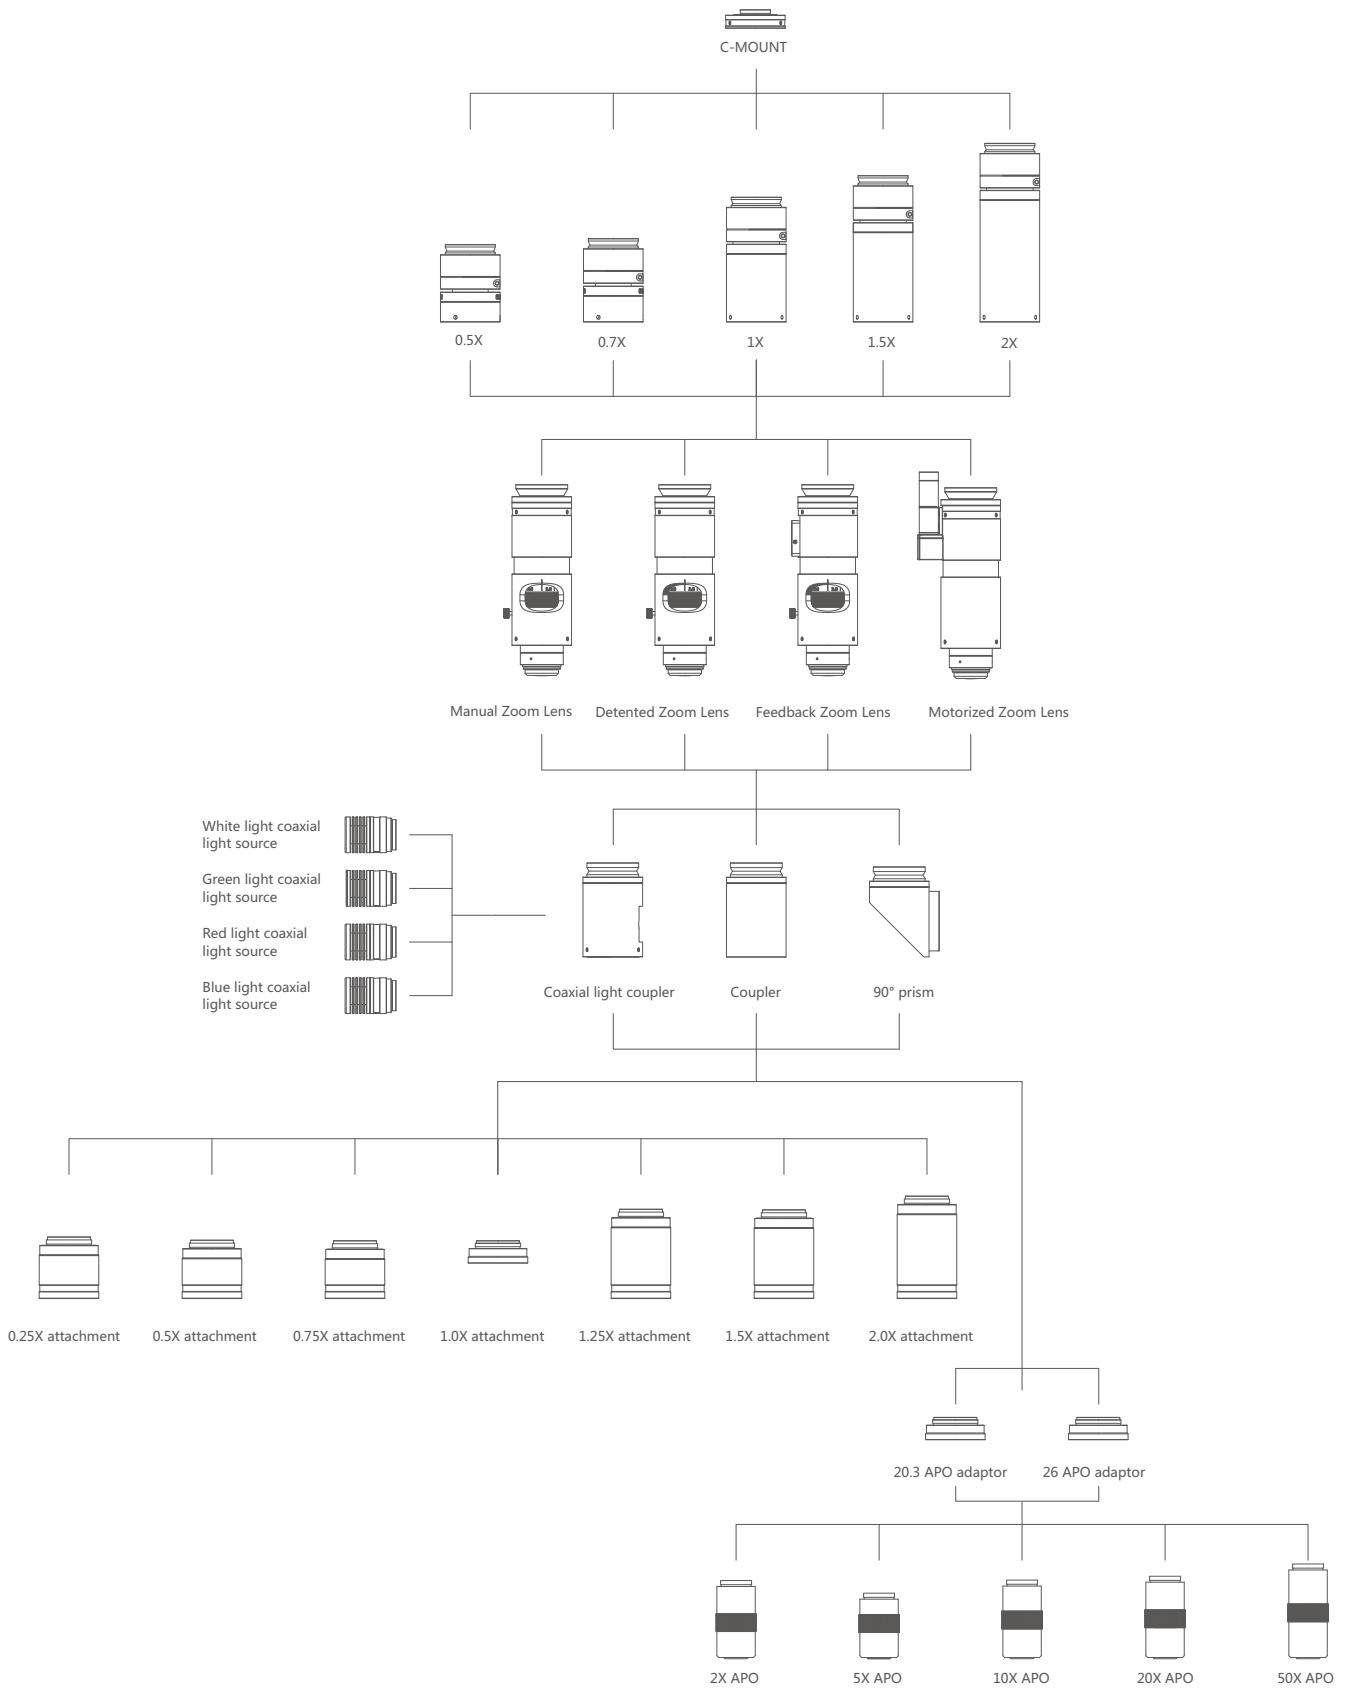 C-MOUNT
0.5X
0.7X
1X
1.5X
2X
Manual Zoom Lens
Detented Zoom Lens
Feedback Zoom Lens
Motorized Zoom Lens
White light coaxial
light source
Green light coaxial
light source
Red light coaxial
light source
Blue light coaxial
light source
Coaxial light coupler
Coupler
90° prism
0.25X attachment
0.5X attachment
0.75X attachment
1.0X attachment
1.25X attachment
1.5X attachment
2.0X attachment
20.3 APO adaptor
26 APO adaptor
2X APO
5X APO
10X APO
20X APO
50X APO